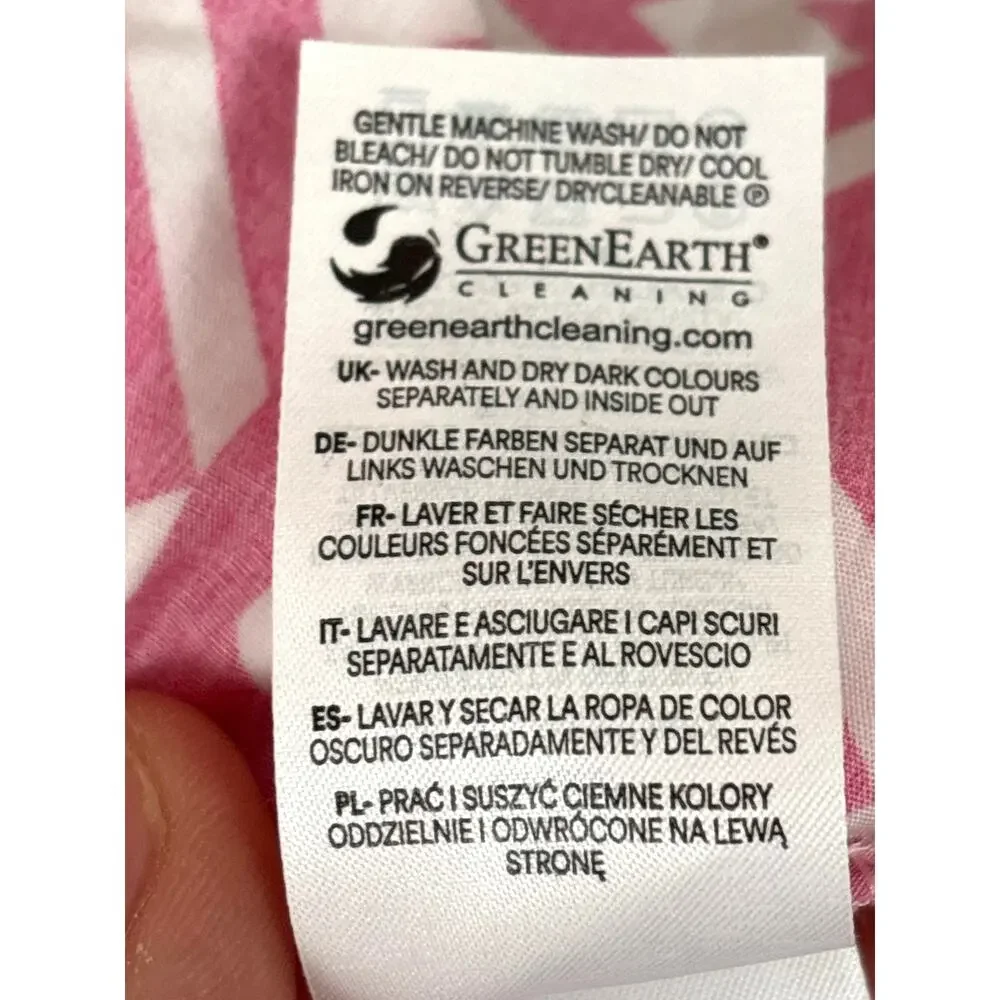 GENTLE MACHINE WASH/ DO NOT
BLEACH/ DO NOT TUMBLE DRY/ COOL
IRON ON REVERSE/ DRYCLEANABLE Ⓟ
GREENEARTH®
CLEANING
greenearthcleaning.com
UK- WASH AND DRY DARK COLOURS
SEPARATELY AND INSIDE OUT
DE- DUNKLE FARBEN SEPARAT UND AUF
LINKS WASCHEN UND TROCKNEN
FR- LAVER ET FAIRE SÉCHER LES
COULEURS FONCÉES SÉPARÉMENT ET
SUR L'ENVERS
IT- LAVARE E ASCIUGARE I CAPI SCURI
SEPARATAMENTE E AL ROVESCIO
ES- LAVAR Y SECAR LA ROPA DE COLOR
OSCURO SEPARADAMENTE Y DEL REVÉS
PL- PRAĆ I SUSZYĆ CIEMNE KOLORY
ODDZIELNIE I ODWRÓCONE NA LEWĄ
STRONĘ